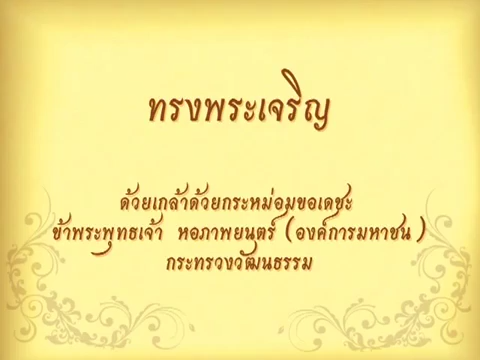 ทรงพระเจริญ
ด้วยเกล้าด้วยกระหม่อมขอเดชะ
ข้าพระพุทธเจ้า หอภาพยนตร์ (องค์การมหาชน)
กระทรวงวัฒนธรรม